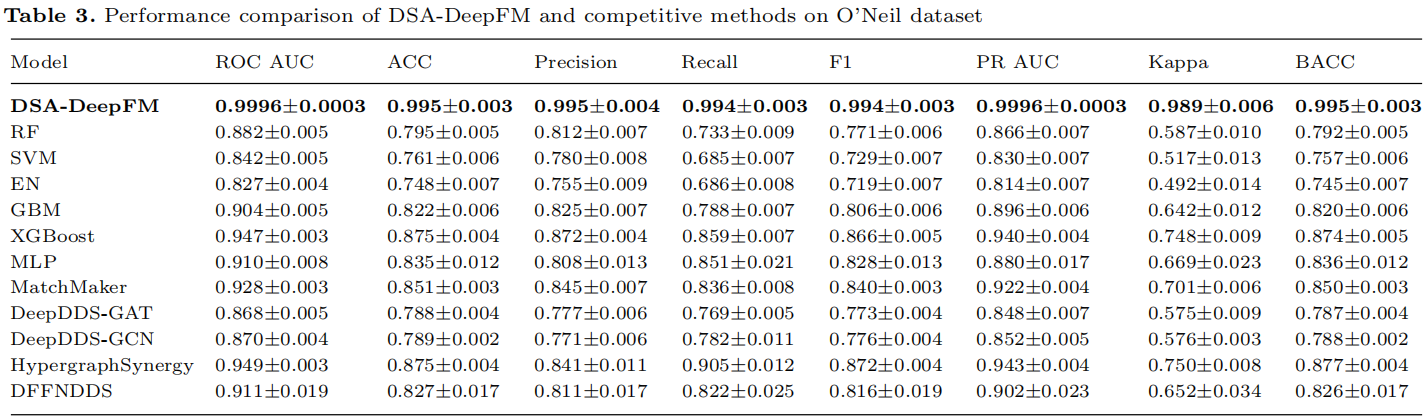 Table 3. Performance comparison of DSA-DeepFM and competitive methods on O'Neil dataset
Model ROC AUC ACC Precision Recall F1 PR AUC Kappa BACC
DSA-DeepFM 0.9996±0.0003 0.995±0.003 0.995±0.004 0.994±0.003 0.994±0.003 0.9996±0.0003 0.989±0.006 0.995±0.003
RF 0.882±0.005 0.795±0.005 0.812±0.007 0.733±0.009 0.771±0.006 0.866±0.007 0.587±0.010 0.792±0.005
SVM 0.842±0.005 0.761±0.006 0.780±0.008 0.685±0.007 0.729±0.007 0.830±0.007 0.517±0.013 0.757±0.006
EN 0.827±0.004 0.748±0.007 0.755±0.009 0.686±0.008 0.719±0.007 0.814±0.007 0.492±0.014 0.745±0.007
GBM 0.904±0.005 0.822±0.006 0.825±0.007 0.788±0.007 0.806±0.006 0.896±0.006 0.642±0.012 0.820±0.006
XGBoost 0.947±0.003 0.875±0.004 0.872±0.004 0.859±0.007 0.866±0.005 0.940±0.004 0.748±0.009 0.874±0.005
MLP 0.910±0.008 0.835±0.012 0.808±0.013 0.851±0.021 0.828±0.013 0.880±0.017 0.669±0.023 0.836±0.012
MatchMaker 0.928±0.003 0.851±0.003 0.845±0.007 0.836±0.008 0.840±0.003 0.922±0.004 0.701±0.006 0.850±0.003
DeepDDS-GAT 0.868±0.005 0.788±0.004 0.777±0.006 0.769±0.005 0.773±0.004 0.848±0.007 0.575±0.009 0.787±0.004
DeepDDS-GCN 0.870±0.004 0.789±0.002 0.771±0.006 0.782±0.011 0.776±0.004 0.852±0.005 0.576±0.003 0.788±0.002
HypergraphSynergy 0.949±0.003 0.875±0.004 0.841±0.011 0.905±0.012 0.872±0.004 0.943±0.004 0.750±0.008 0.877±0.004
DFFNDDS 0.911±0.019 0.827±0.017 0.811±0.017 0.822±0.025 0.816±0.019 0.902±0.023 0.652±0.034 0.826±0.017